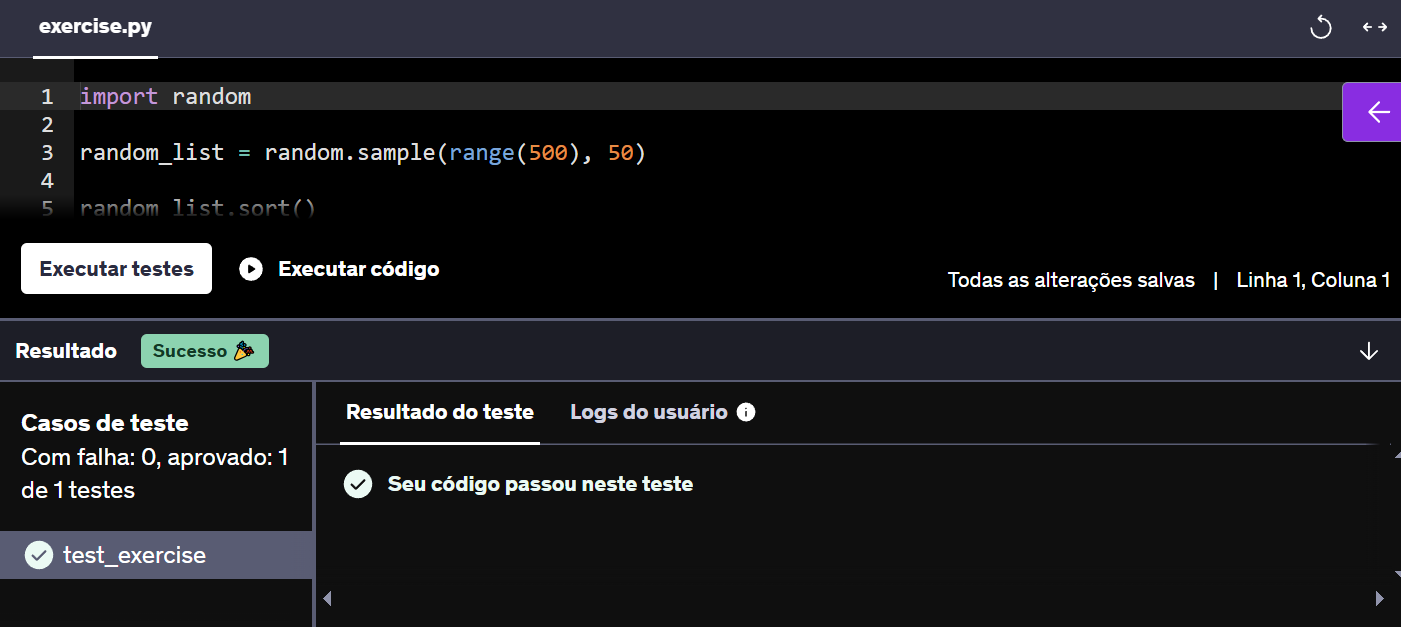 exercise.py
1 import random
2
3 random_list = random.sample(range(500), 50)
4
5 random_list.sort()
Executar testes Executar código
Todas as alterações salvas | Linha 1, Coluna 1
Resultado Sucesso 🎉
Casos de teste
Com falha: 0, aprovado: 1
de 1 testes
test_exercise
Resultado do teste Logs do usuário
Seu código passou neste teste